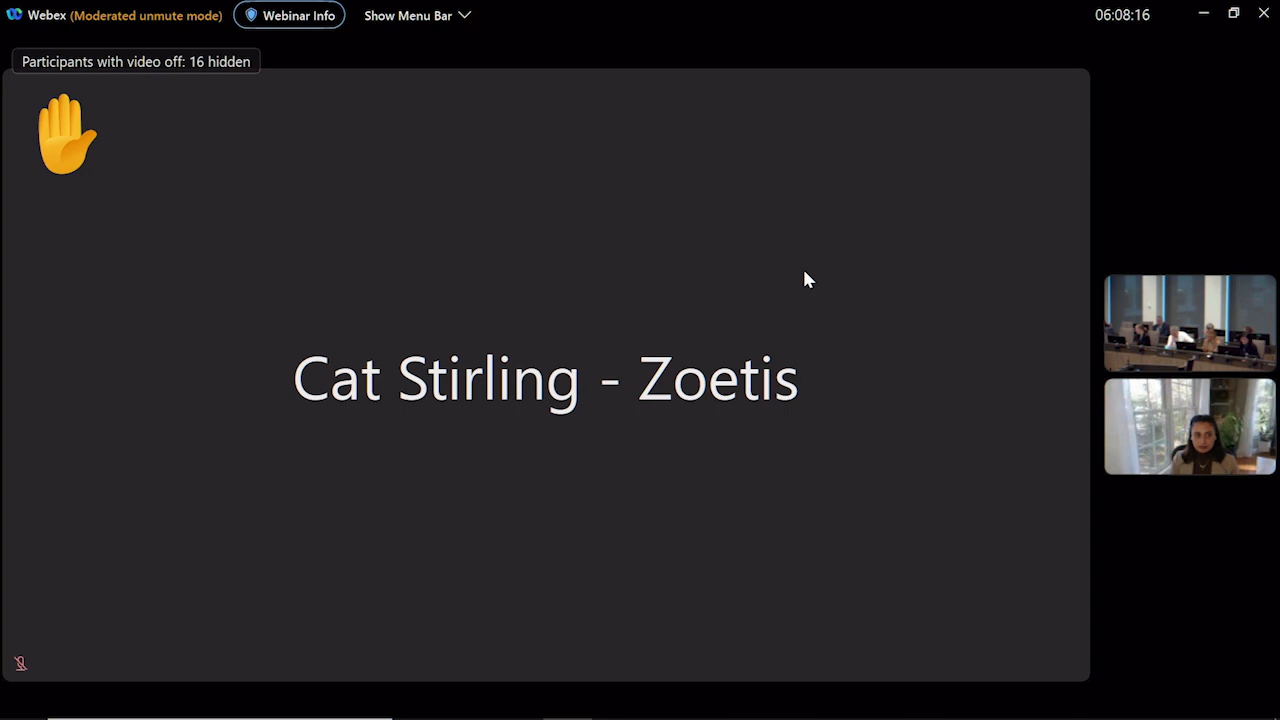 Webex (Moderated unmute mode) Webinar Info Show Menu Bar 06:08:16
Participants with video off: 16 hidden
Cat Stirling - Zoetis